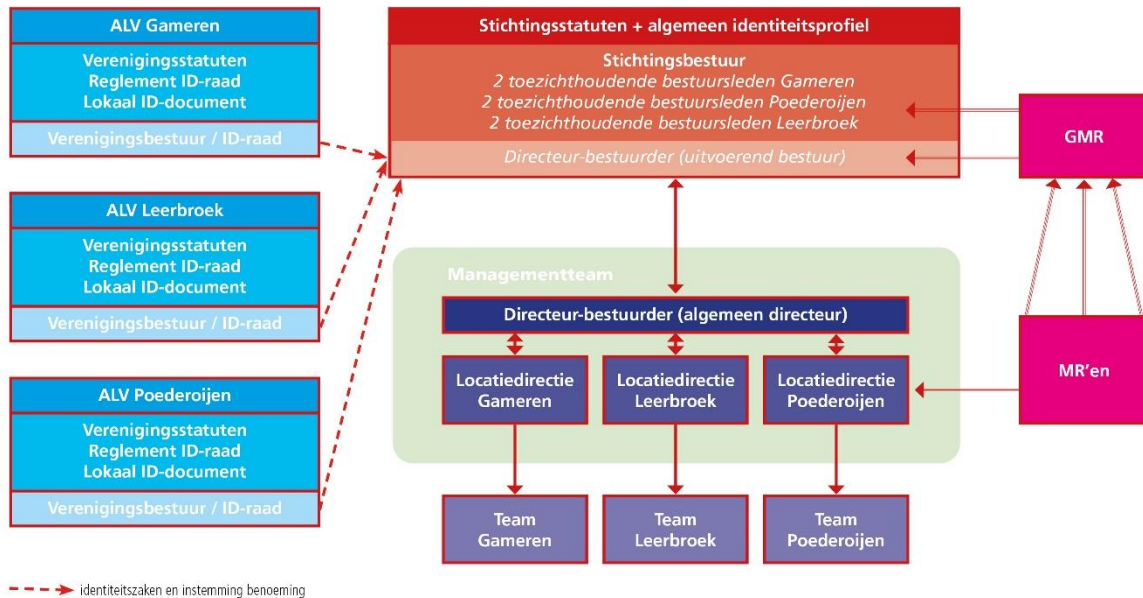 ALV Gameren
Verenigingsstatuten
Reglement ID-raad
Lokaal ID-document
Verenigingsbestuur / ID-raad
ALV Leerbroek
Verenigingsstatuten
Reglement ID-raad
Lokaal ID-document
Verenigingsbestuur / ID-raad
ALV Poederoijen
Verenigingsstatuten
Reglement ID-raad
Lokaal ID-document
Verenigingsbestuur / ID-raad
Stichtingsstatuten + algemeen identiteitsprofiel
Stichtingsbestuur
2 toezichthoudende bestuursleden Gameren
2 toezichthoudende bestuursleden Poederoijen
2 toezichthoudende bestuursleden Leerbroek
Directeur-bestuurder (uitvoerend bestuur)
GMR
MR'en
Managementteam
Directeur-bestuurder (algemeen directeur)
Locatiedirectie
Gameren
Locatiedirectie
Leerbroek
Locatiedirectie
Poederoijen
Team
Gameren
Team
Leerbroek
Team
Poederoijen
identiteitszaken en instemming benoeming